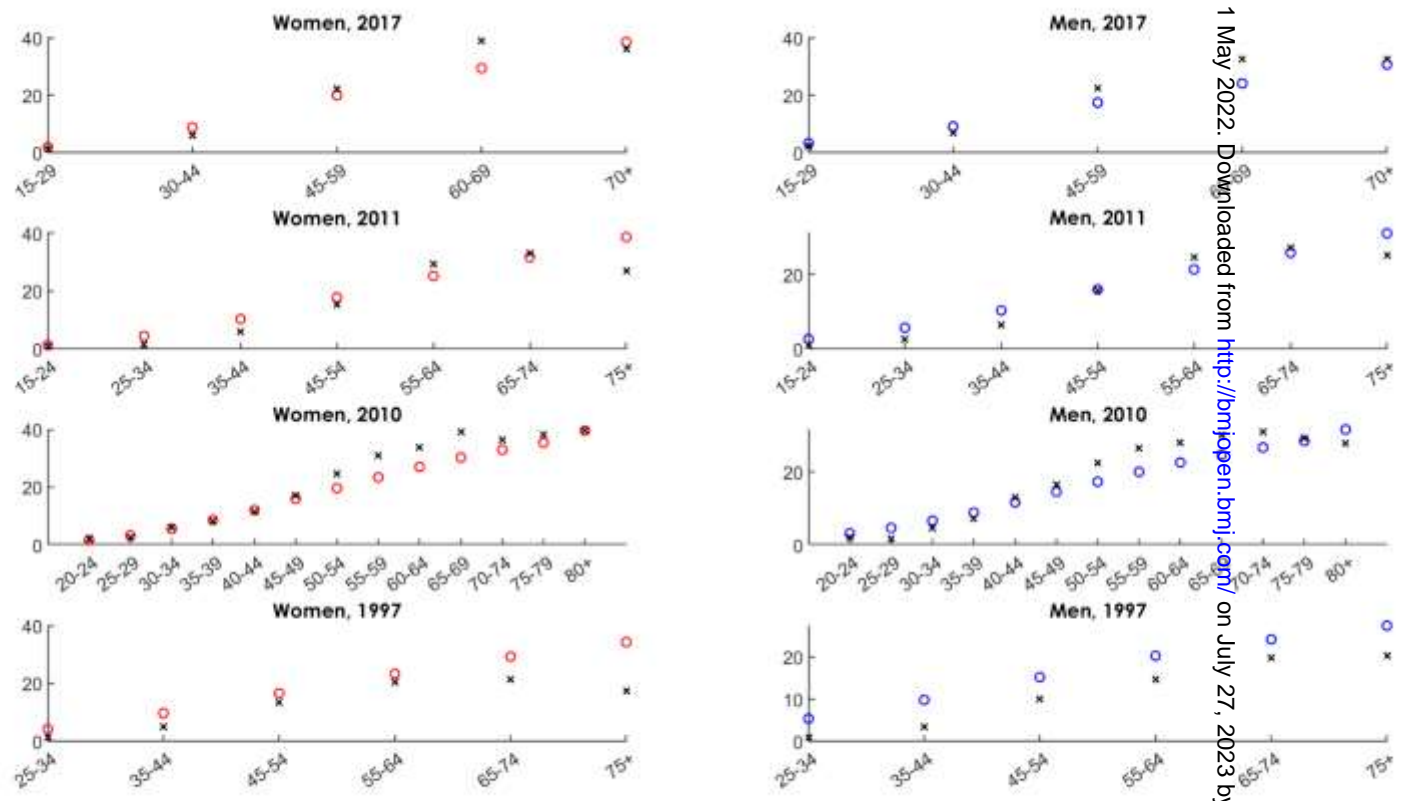 Women, 2017
40
20
0
15-29 30-44 45-59 60-69 70+
Men, 2017
40
20
0
15-29 30-44 45-59 60-69 70+
Women, 2011
40
20
0
15-24 25-34 35-44 45-54 55-64 65-74 75+
Men, 2011
20
0
15-24 25-34 35-44 45-54 55-64 65-74 75+
Women, 2010
40
20
0
20-24 25-29 30-34 35-39 40-44 45-49 50-54 55-59 60-64 65-69 70-74 75-79 80+
Men, 2010
20
0
20-24 25-29 30-34 35-39 40-44 45-49 50-54 55-59 60-64 70-74 75-79 80+
Women, 1997
40
20
0
25-34 35-44 45-54 55-64 65-74 75+
Men, 1997
20
10
0
25-34 35-44 45-54 55-64 65-74 75+
1 May 2022. Downloaded from http://bmjopen.bmj.com/ on July 27, 2023 by